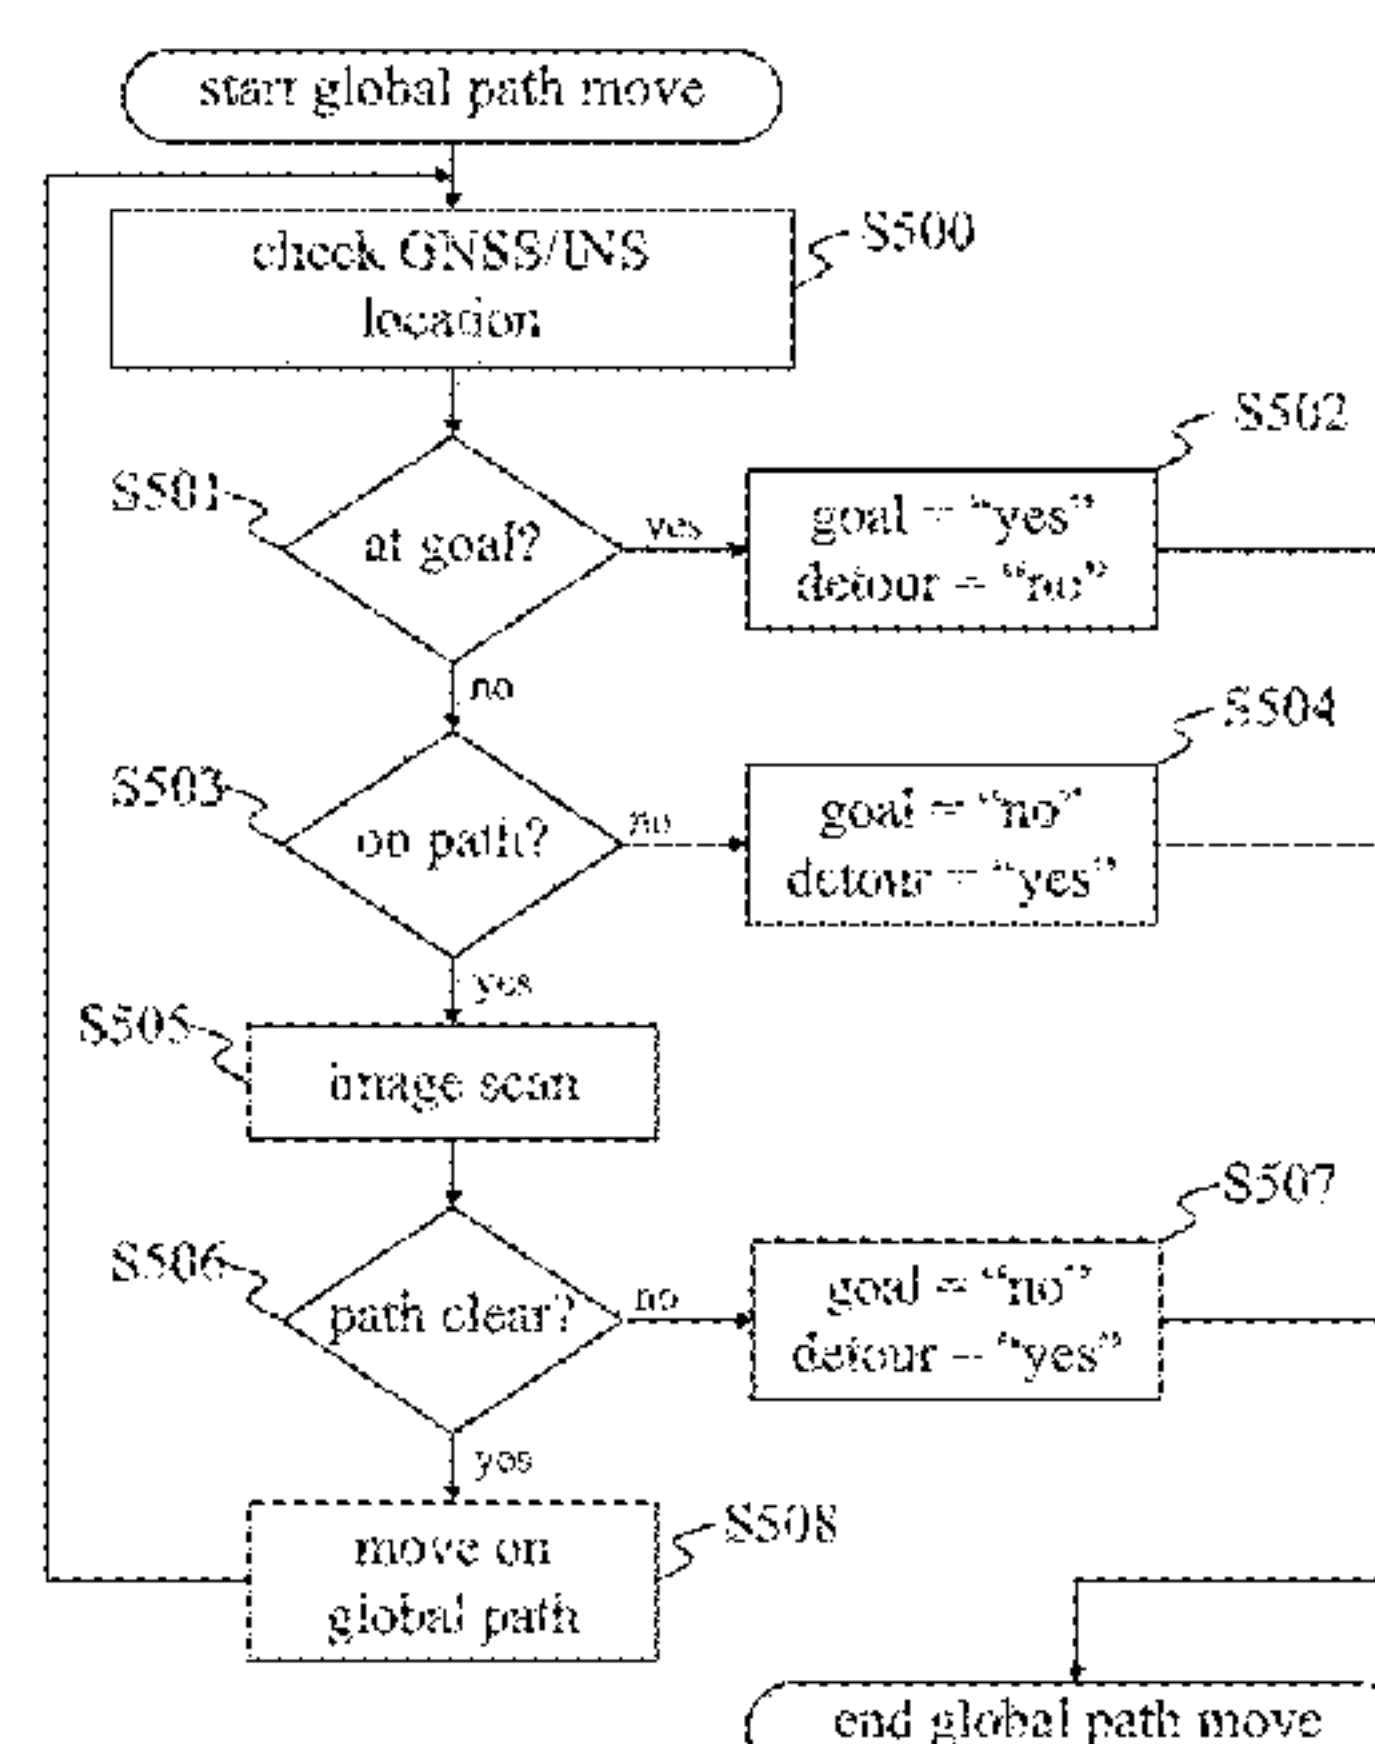 start global path move
check GNSS/INS
location
S500
S501
at goal?
yes
goal = "yes"
detour = "no"
S502
no
S503
on path?
no
goal = "no"
detour = "yes"
S504
yes
S505
image scan
S506
path clear?
no
goal = "no"
detour = "yes"
S507
yes
move on
global path
S508
end global path move